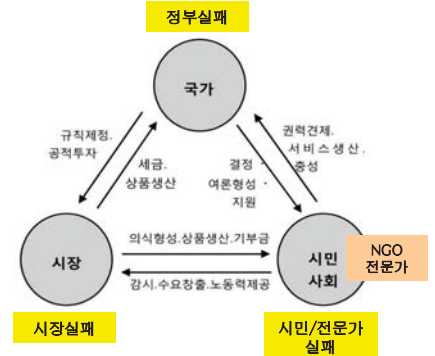 정부실패
국가
규칙제정.
공적투자
세금.
상품생산
결정 ·
여론형성 ·
지원
권력견제.
서비스생산.
충성
시장
의식형성.상품생산.기부금
감시.수요창출.노동력제공
시민
사회
NGO
전문가
시장실패
시민/전문가
실패